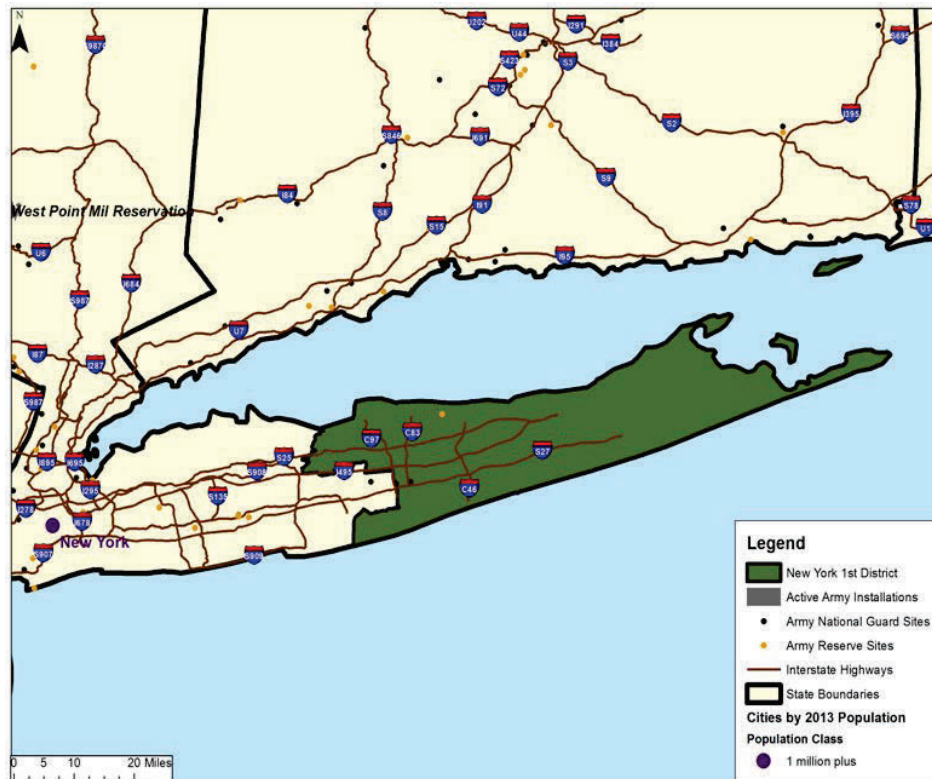 N
U202
I291
U44
I384
S695
S987C
S423
S3
S72
I395
S2
S846
I691
S9
I84
I91
S8
S78
West Point Mil Reservation
S15
U1
U6
I95
I684
S987
U7
I87
I287
S987
C97
C83
S27
I895
I695
S25
S908
I495
I295
S135
C46
I278
I678
New York
S907
S909
Legend
New York 1st District
Active Army Installations
Army National Guard Sites
Army Reserve Sites
Interstate Highways
State Boundaries
Cities by 2013 Population
Population Class
1 million plus
0 5 10 20 Miles